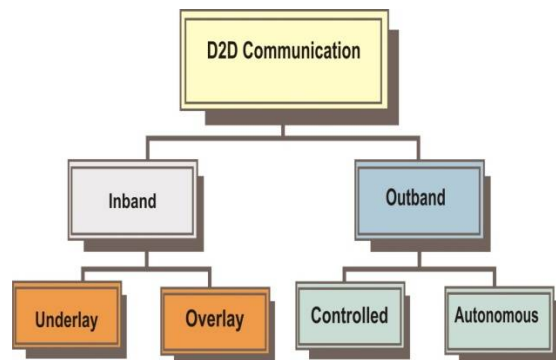 D2D Communication
Inband
Outband
Underlay
Overlay
Controlled
Autonomous